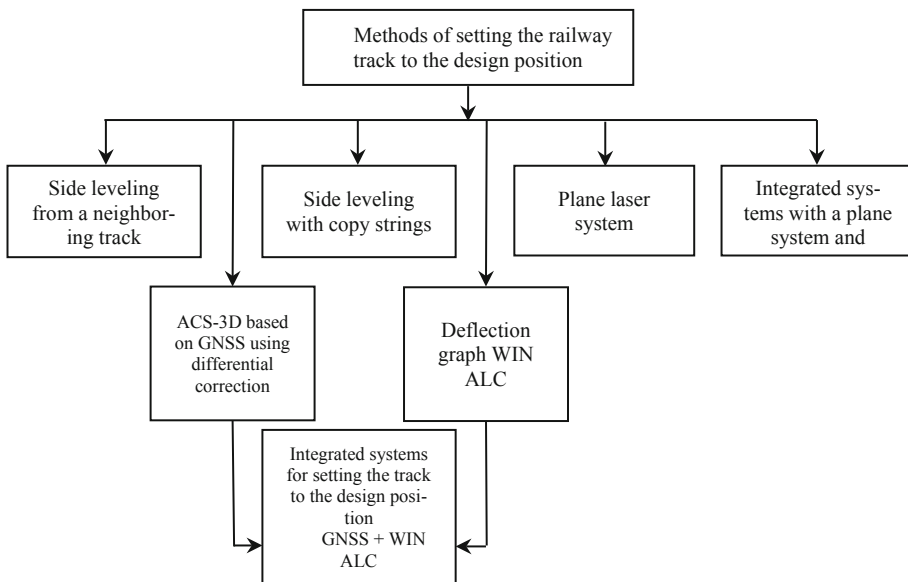 Methods of setting the railway
track to the design position
Side leveling
from a neighbor-
ing track
Side leveling
with copy strings
Plane laser
system
Integrated sys-
tems with a plane
system and
ACS-3D based
on GNSS using
differential
correction
Deflection
graph WIN
ALC
Integrated systems
for setting the track
to the design posi-
tion
GNSS + WIN
ALC